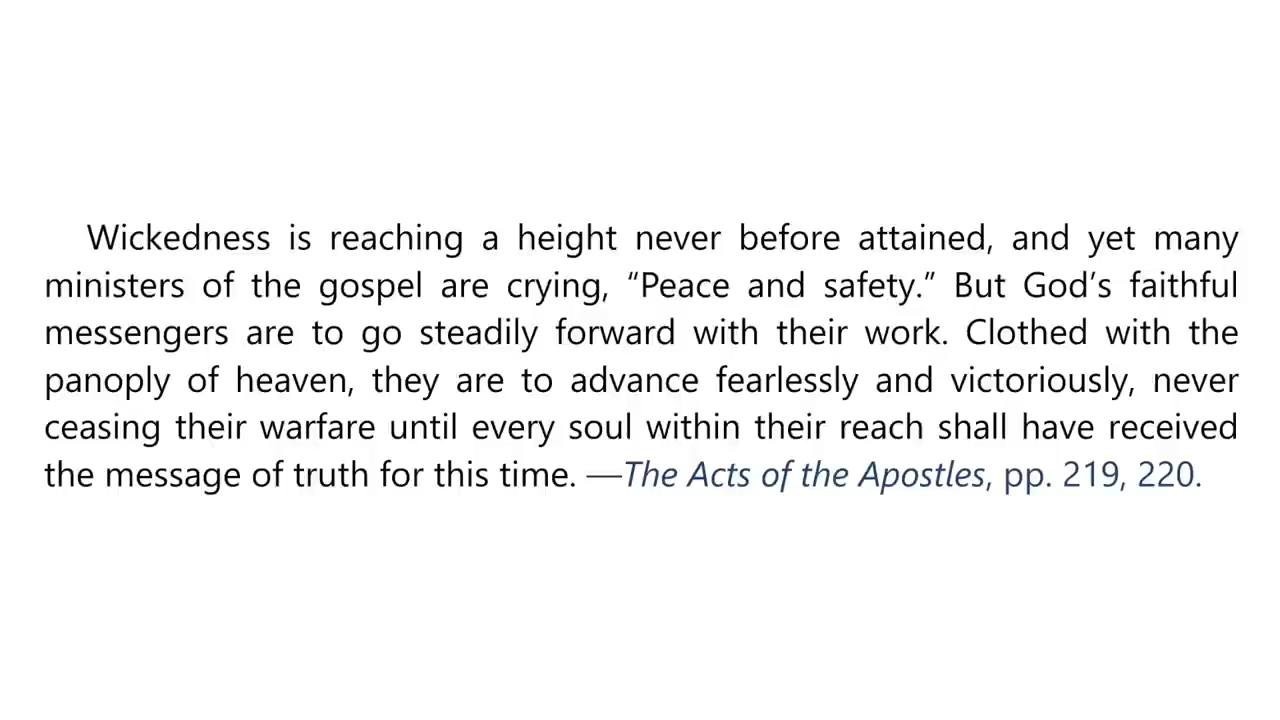 Wickedness is reaching a height never before attained, and yet many
ministers of the gospel are crying, “Peace and safety.” But God’s faithful
messengers are to go steadily forward with their work. Clothed with the
panoply of heaven, they are to advance fearlessly and victoriously, never
ceasing their warfare until every soul within their reach shall have received
the message of truth for this time. —The Acts of the Apostles, pp. 219, 220.